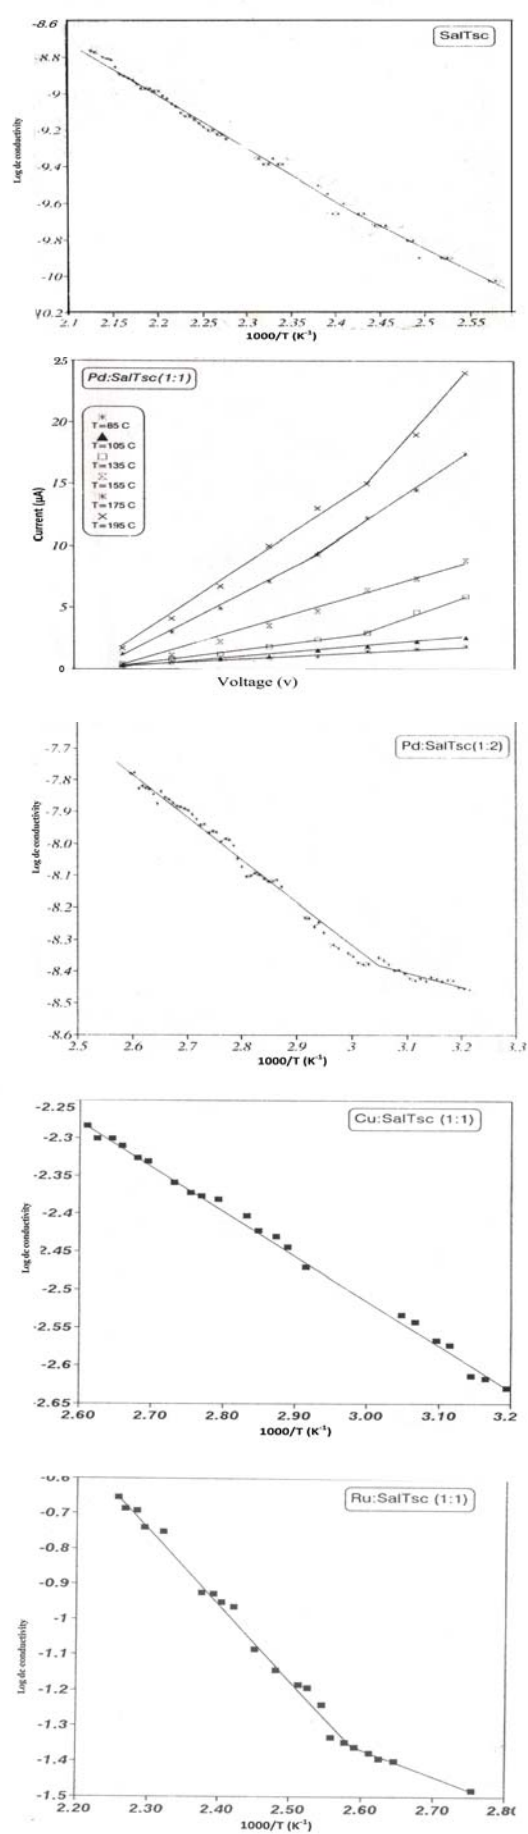 -8.6
SalTsc
-8.8
-9
-9.2
-9.4
-9.6
-9.8
-10
10.2
Log dc conductivity
2.1 2.15 2.2 2.25 2.3 2.35 2.4 2.45 2.5 2.55
1000/T (K-1)
25
Pd:SalTsc(1:1)
20
15
10
5
0
T=65 C
T=105 C
T=135 C
T=155 C
T=175 C
T=195 C
Current (μA)
Voltage (v)
Pd:SalTsc(1:2)
-7.7
-7.8
-7.9
-8.0
-8.1
-8.2
-8.3
-8.4
-8.5
-8.6
Log dc conductivity
2.5 2.6 2.7 2.8 2.9 3 3.1 3.2 3.3
1000/T (K-1)
-2.25
Cu:SalTsc (1:1)
-2.3
-2.35
-2.4
-2.45
-2.5
-2.55
-2.6
-2.65
Log dc conductivity
2.60 2.70 2.80 2.90 3.00 3.10 3.2
1000/T (K-1)
-0.6
Ru:SalTsc (1:1)
-0.7
-0.8
-0.9
-1
-1.1
-1.2
-1.3
-1.4
-1.5
Log dc conductivity
2.20 2.30 2.40 2.50 2.60 2.70 2.80
1000/T (K-1)